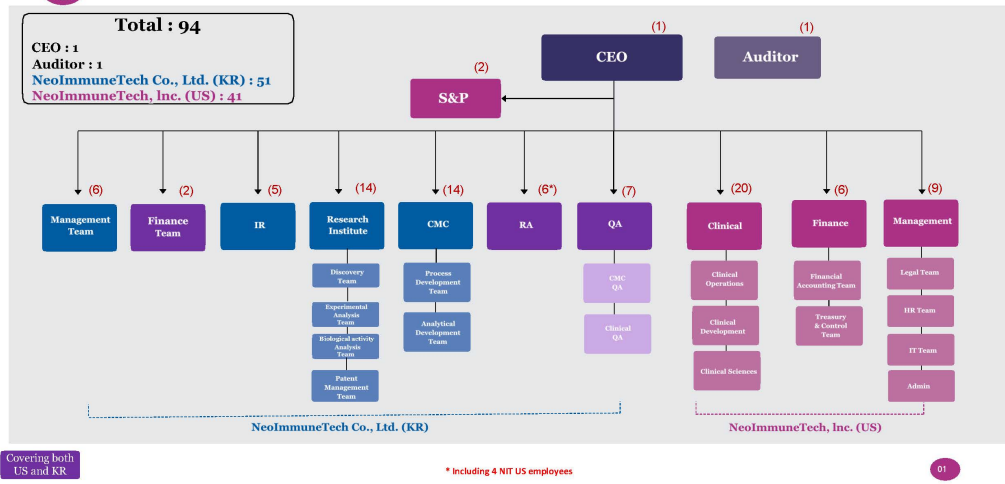 Total : 94
CEO : 1
Auditor : 1
NeoImmuneTech Co., Ltd. (KR) : 51
NeoImmuneTech, lnc. (US) : 41
(1)
CEO
(1)
Auditor
(2)
S&P
(6)
(2)
(5)
(14)
(14)
(6*)
(7)
(20)
(6)
(9)
Management
Team
Finance
Team
IR
Research
Institute
CMC
RA
QA
Clinical
Finance
Management
Discovery
Team
Experimental
Analysis
Team
Biological activity
Analysis
Team
Patent
Management
Team
Process
Development
Team
Analytical
Development
Team
CMC
QA
Clinical
QA
Clinical
Operations
Clinical
Development
Clinical Sciences
Financial
Accounting Team
Treasury
& Control
Team
Legal Team
HR Team
IT Team
Admin
NeoImmuneTech Co., Ltd. (KR)
NeoImmuneTech, lnc. (US)
Covering both
US and KR
* Including 4 NIT US employees
01